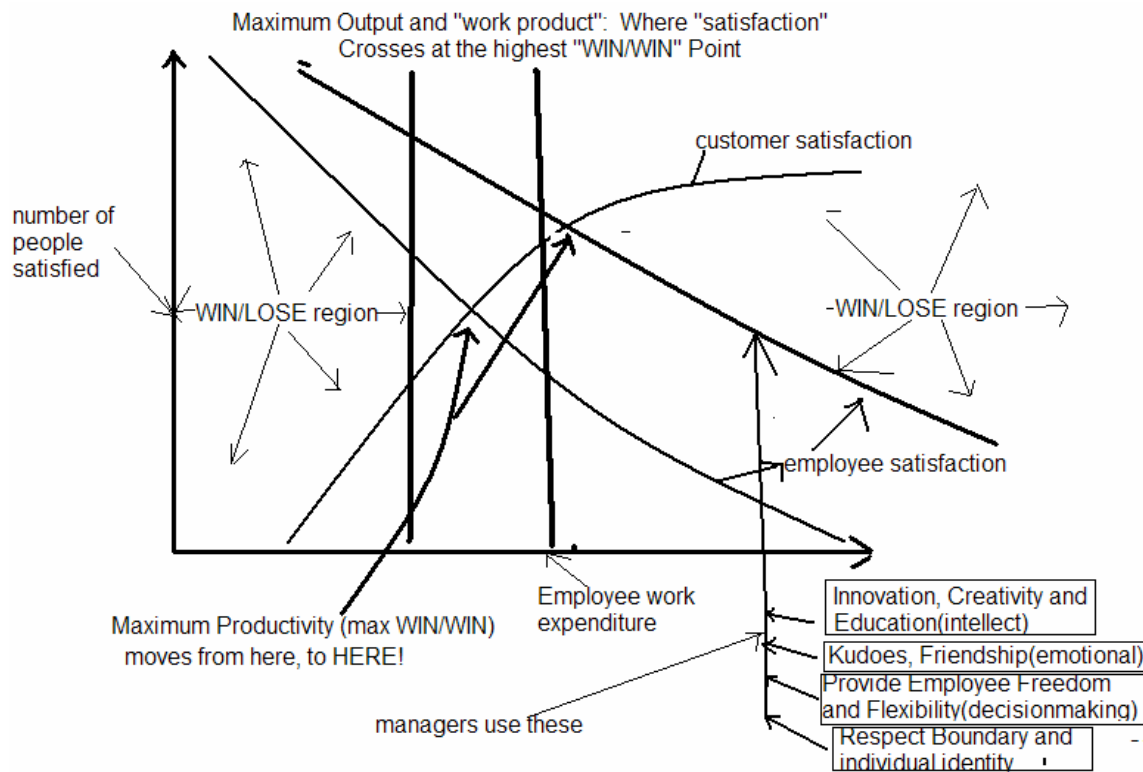 Maximum Output and "work product": Where "satisfaction"
Crosses at the highest "WIN/WIN" Point
customer satisfaction
number of
people
satisfied
WIN/LOSE region
WIN/LOSE region
employee satisfaction
Employee work
expenditure
Maximum Productivity (max WIN/WIN)
moves from here, to HERE!
managers use these
Innovation, Creativity and
Education(intellect)
Kudoes, Friendship(emotional)
Provide Employee Freedom
and Flexibility(decisionmaking)
Respect Boundary and
individual identity